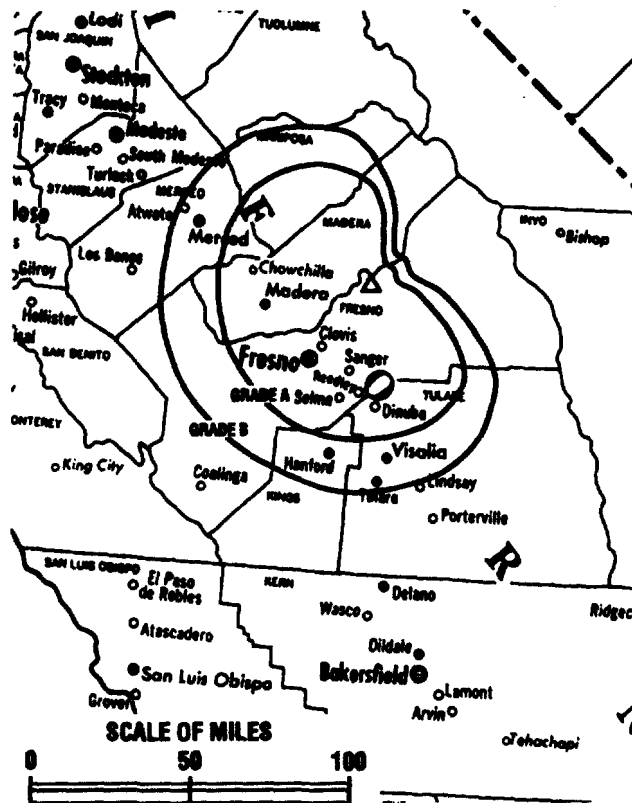 Lodi
TUOLUMNE
SAN JOAQUIN
Stockton
Tracy
Manteca
Modesto
Paradise
South Modesto
MARIPOSA
Turlock
STANISLAUS
MERCED
Atwate
INYO
Bishop
MADERA
Merced
Los Banos
Gilroy
Chowchilla
Madera
FRESNO
Hollister
Clovis
SAN BENITO
Fresno
Sanger
Reedley
GRADE A
Selma
TULARE
Dinuba
ONTEREY
GRADE B
Visalia
King City
Hanford
Coalinga
Tulare
Lindsay
KINGS
Porterville
R
SAN LUIS OBISPO
El Paso
de Robles
KERN
Delano
Wasco
Ridgec
Atascadero
Oildale
San Luis Obispo
Bakersfield
Grover
Lamont
Arvin
SCALE OF MILES
Tehachapi
0 50 100